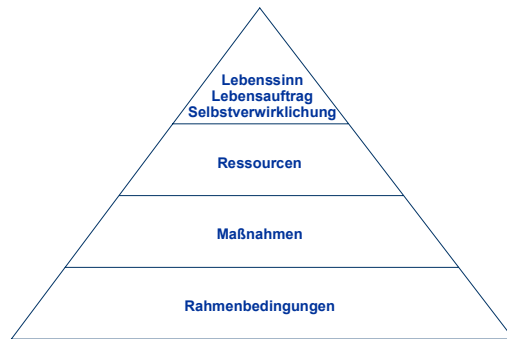 Lebenssinn
Lebensauftrag
Selbstverwirklichung
Ressourcen
Maßnahmen
Rahmenbedingungen